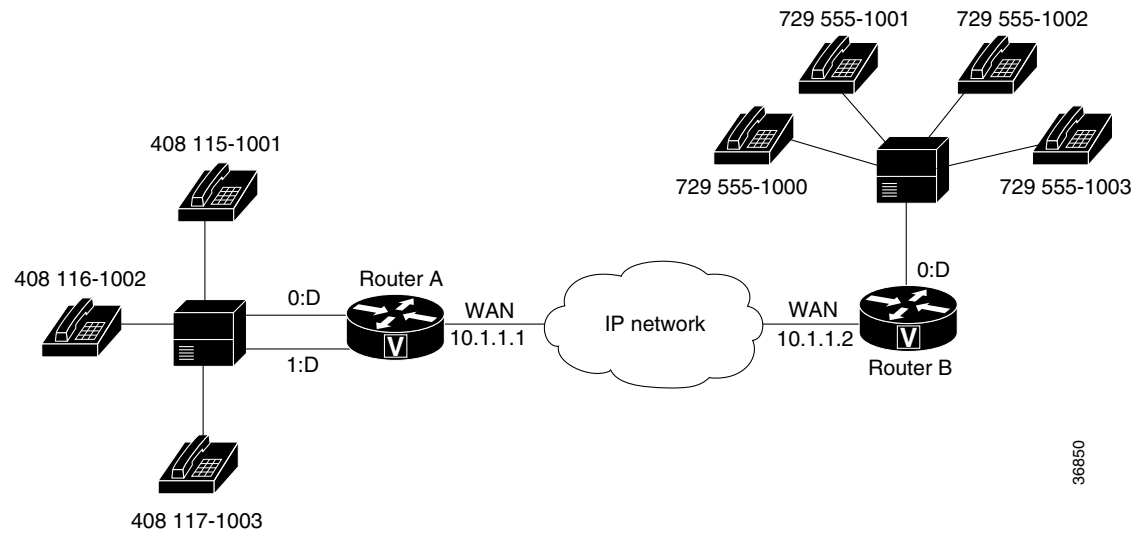 729 555-1001
729 555-1002
408 115-1001
729 555-1000
729 555-1003
408 116-1002
0:D
Router A
WAN
10.1.1.1
IP network
WAN
10.1.1.2
0:D
1:D
Router B
V
V
408 117-1003
36850